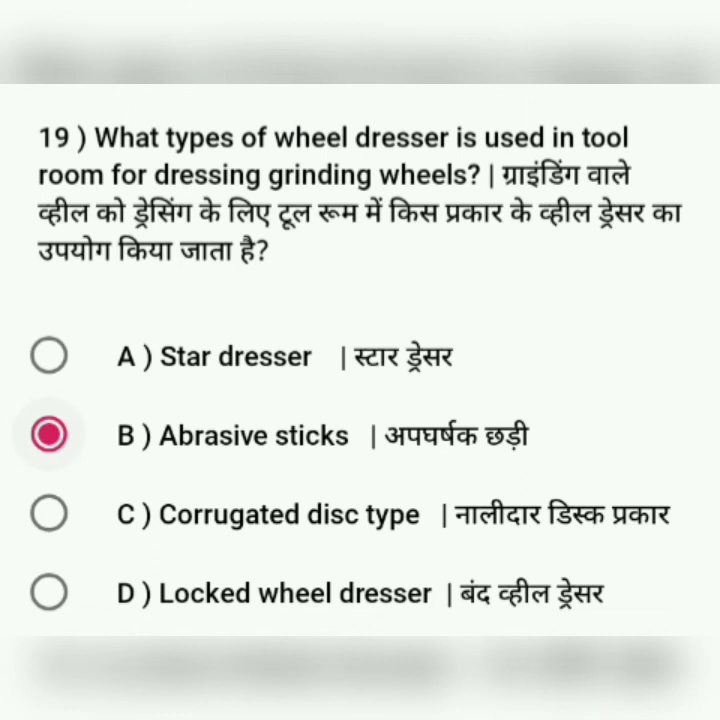 19 ) What types of wheel dresser is used in tool
room for dressing grinding wheels? | ग्राइंडिंग वाले
व्हील को ड्रेसिंग के लिए टूल रूम में किस प्रकार के व्हील ड्रेसर का
उपयोग किया जाता है?
A ) Star dresser | स्टार ड्रेसर
B ) Abrasive sticks | अपघर्षक छड़ी
C ) Corrugated disc type | नालीदार डिस्क प्रकार
D ) Locked wheel dresser | बंद व्हील ड्रेसर